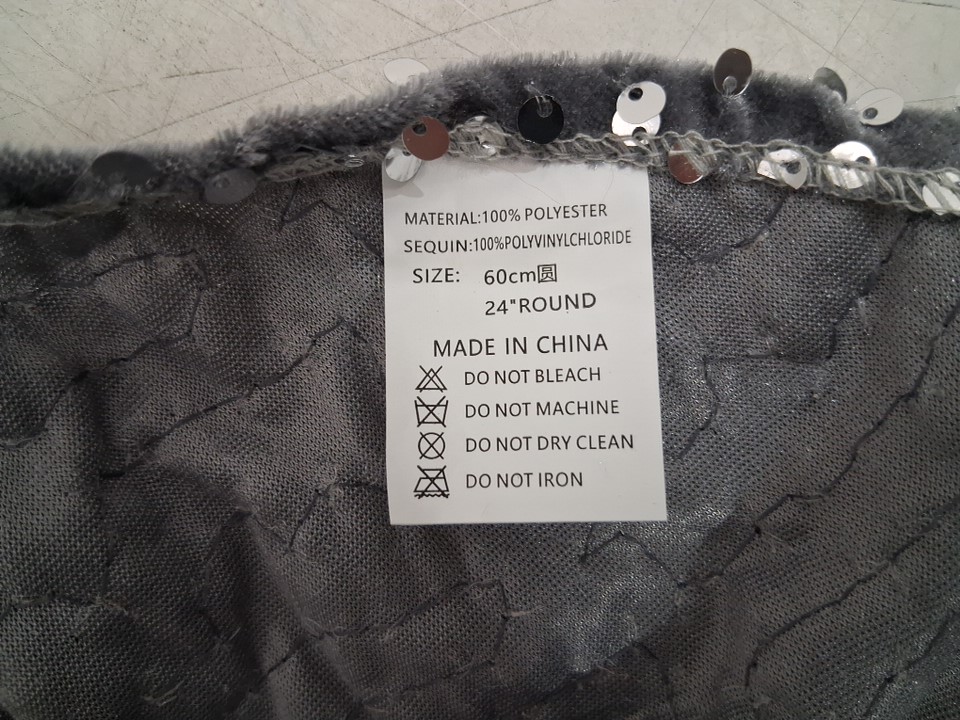 MATERIAL:100% POLYESTER
SEQUIN:100%POLYVINYLCHLORIDE
SIZE: 60cm圆
24"ROUND
MADE IN CHINA
DO NOT BLEACH
DO NOT MACHINE
DO NOT DRY CLEAN
DO NOT IRON